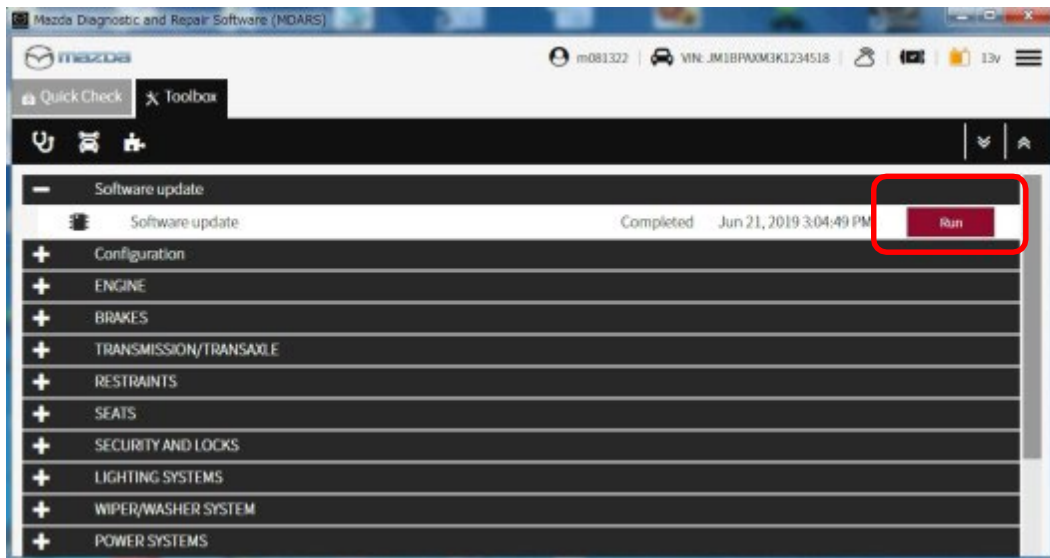 Mazda Diagnostic and Repair Software (MDARS)
mazda m081322 VIN: JM1BPAXM3K1234518 13v
Quick Check Toolbox
Software update
Software update Completed Jun 21, 2019 3:04:49 PM Run
Configuration
ENGINE
BRAKES
TRANSMISSION/TRANSAXLE
RESTRAINTS
SEATS
SECURITY AND LOCKS
LIGHTING SYSTEMS
WIPER/WASHER SYSTEM
POWER SYSTEMS